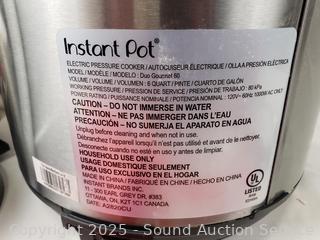 Instant Pot®
ELECTRIC PRESSURE COOKER / AUTOCUISEUR ÉLECTRIQUE / OLLA A PRESIÓN ELÉCTRICA
MODEL / MODÈLE / MODELO : Duo Gourmet 60
VOLUME / VOLUME / VOLUMEN : 6 QUART / PINTE / CUARTO DE GALÓN
WORKING PRESSURE / PRESSION DE SERVICE / PRESIÓN DE TRABAJO : 80 kPa
POWER RATING / PUISSANCE NOMINALE / POTENCIA NOMINAL : 120V~ 60Hz 1000W AC ONLY
CAUTION – DO NOT IMMERSE IN WATER
ATTENTION – NE PAS IMMERGER DANS L'EAU
PRECAUCIÓN – NO SUMERJA EL APARATO EN AGUA
Unplug before cleaning and when not in use.
Débranchez l'appareil lorsqu'il n'est pas utilisé et avant de le nettoyer.
desconecte cuando no esté en uso y antes de limpiar.
HOUSEHOLD USE ONLY
USAGE DOMESTIQUE SEULEMENT
PARA USO EXCLUSIVO EN EL HOGAR
MADE IN CHINA / FABRIQUÉ EN CHINE / HECHO EN CHINA
INSTANT BRANDS INC.
11 - 300 EARL GREY DR. #383
OTTAWA, ON, K2T 1C1 CANADA
Date: A2820CU
UL
LISTED
Copyright 2025 - Sound Auction Service